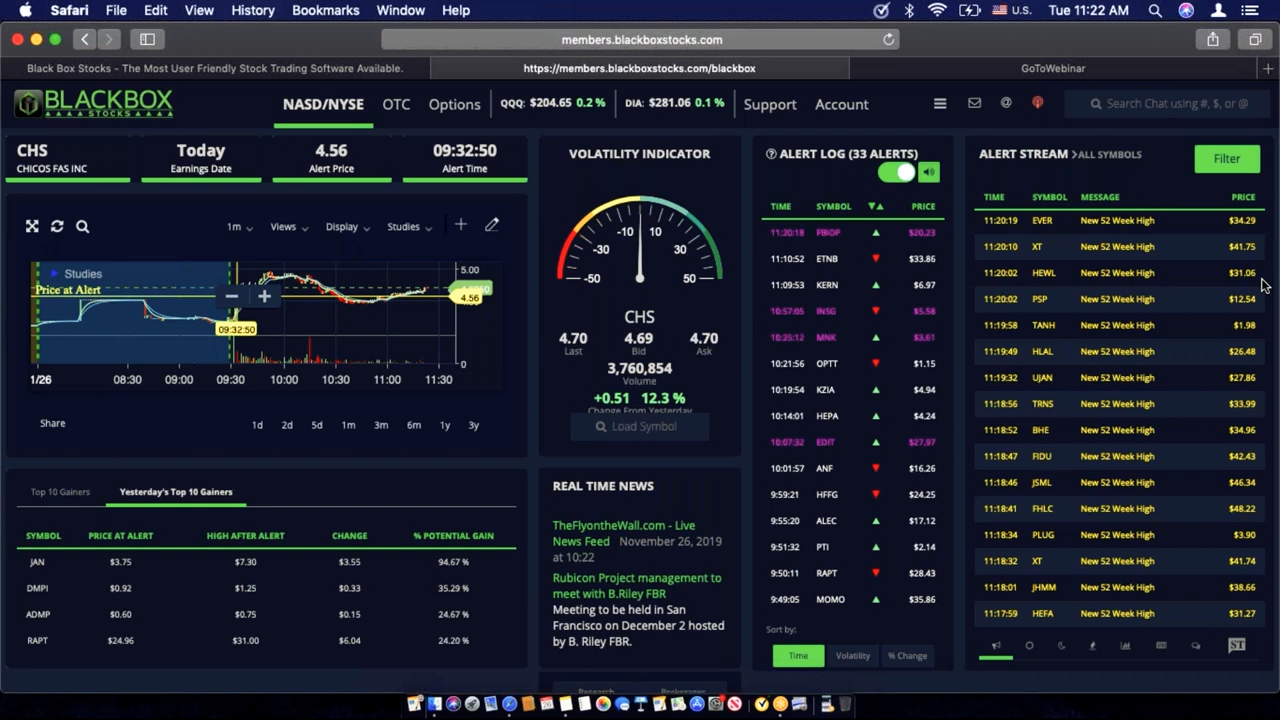 Safari File Edit View History Bookmarks Window Help U.S. Tue 11:22 AM
members.blackboxstocks.com
Black Box Stocks - The Most User Friendly Stock Trading Software Available. https://members.blackboxstocks.com/blackbox GoToWebinar
BLACKBOX
STOCKS
NASD/NYSE OTC Options QQQ: $204.65 0.2 % DIA: $281.06 0.1 % Support Account Search Chat using #, $, or @
CHS
CHICOS FAS INC
Today
Earnings Date
4.56
Alert Price
09:32:50
Alert Time
1m Views Display Studies
Studies
Price at Alert
5.00
4.56
09:32:50
0
1/26 08:30 09:00 09:30 10:00 10:30 11:00 11:30
Share 1d 2d 5d 1m 3m 6m 1y 3y
Top 10 Gainers Yesterday's Top 10 Gainers
SYMBOL PRICE AT ALERT HIGH AFTER ALERT CHANGE % POTENTIAL GAIN
JAN $3.75 $7.30 $3.55 94.67 %
DMPI $0.92 $1.25 $0.33 35.29 %
ADMP $0.60 $0.75 $0.15 24.67 %
RAPT $24.96 $31.00 $6.04 24.20 %
VOLATILITY INDICATOR
-10 10
-30 30
-50 50
CHS
4.70 4.69 4.70
Last Bid Ask
3,760,854
Volume
+0.51 12.3 %
Change From Yesterday
Load Symbol
REAL TIME NEWS
TheFlyontheWall.com - Live
News Feed November 26, 2019
at 10:22
Rubicon Project management to
meet with B.Riley FBR
Meeting to be held in San
Francisco on December 2 hosted
by B. Riley FBR.
Research Brokerages
ALERT LOG (33 ALERTS)
TIME SYMBOL ▼▲ PRICE
11:20:18 FBIOP ▲ $20.23
11:10:52 ETNB ▼ $33.86
11:09:53 KERN ▲ $6.97
10:57:05 INSG ▼ $5.58
10:25:12 MNK ▲ $3.61
10:21:56 OPTT ▼ $1.15
10:19:54 KZIA ▲ $4.94
10:14:01 HEPA ▲ $4.24
10:07:32 EDIT ▲ $27.97
10:01:57 ANF ▼ $16.26
9:59:21 HFFG ▼ $24.25
9:55:20 ALEC ▲ $17.12
9:51:32 PTI ▲ $2.14
9:50:11 RAPT ▼ $28.43
9:49:05 MOMO ▲ $35.86
Sort by:
Time Volatility % Change
ALERT STREAM > ALL SYMBOLS Filter
TIME SYMBOL MESSAGE PRICE
11:20:19 EVER New 52 Week High $34.29
11:20:10 XT New 52 Week High $41.75
11:20:02 HEWL New 52 Week High $31.06
11:20:02 PSP New 52 Week High $12.54
11:19:58 TANH New 52 Week High $1.98
11:19:49 HLAL New 52 Week High $26.48
11:19:32 UJAN New 52 Week High $27.86
11:18:56 TRNS New 52 Week High $33.99
11:18:52 BHE New 52 Week High $34.96
11:18:47 FIDU New 52 Week High $42.43
11:18:46 JSML New 52 Week High $46.34
11:18:41 FHLC New 52 Week High $48.22
11:18:34 PLUG New 52 Week High $3.90
11:18:32 XT New 52 Week High $41.74
11:18:01 JHMM New 52 Week High $38.66
11:17:59 HEFA New 52 Week High $31.27
ST